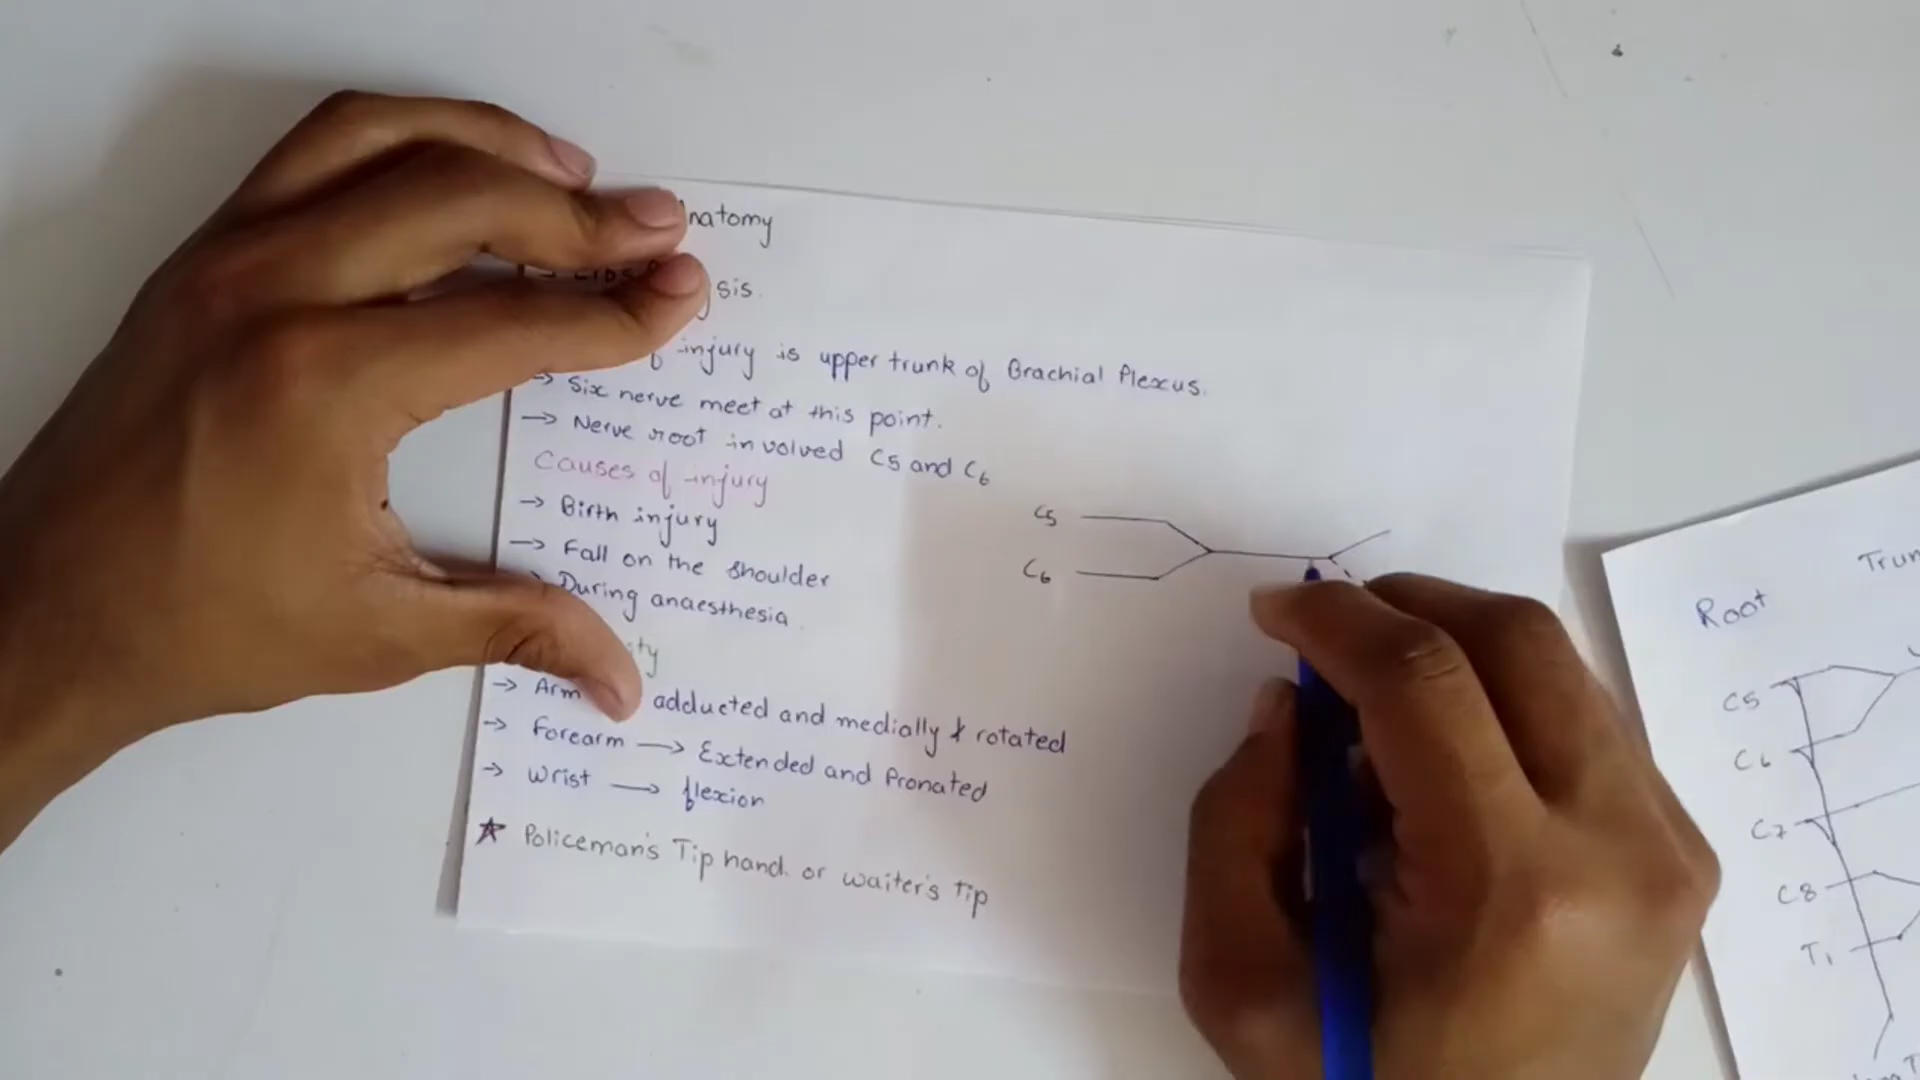 natomy
sis.
injury is upper trunk of Brachial Plexus.
→ Six nerve meet at this point.
→ Nerve root involved C5 and C6
Causes of injury
→ Birth injury
→ Fall on the shoulder
→ During anaesthesia.
ity
→ Arm adducted and medially rotated
→ Forearm → Extended and Pronated
→ Wrist → flexion
★ Policeman's Tip hand. or waiter's Tip
C5
C6
Trun
Root
C5
C6
C7
C8
T1